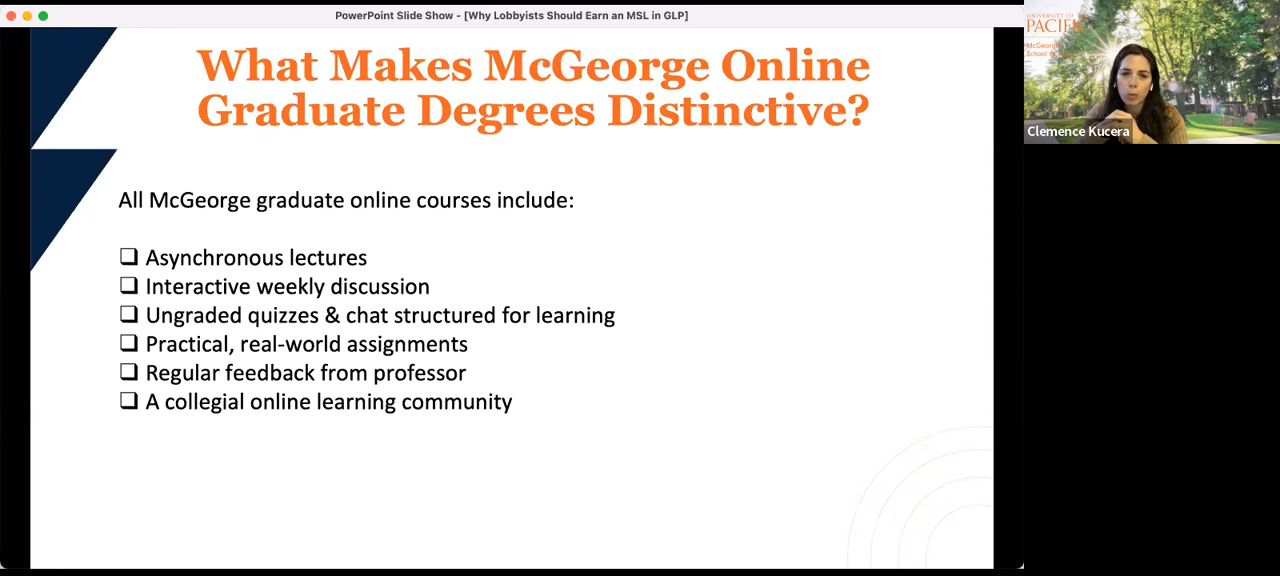 PowerPoint Slide Show - [Why Lobbyists Should Earn an MSL in GLP]
What Makes McGeorge Online
Graduate Degrees Distinctive?
All McGeorge graduate online courses include:
❑ Asynchronous lectures
❑ Interactive weekly discussion
❑ Ungraded quizzes & chat structured for learning
❑ Practical, real-world assignments
❑ Regular feedback from professor
❑ A collegial online learning community
UNIVERSITY OF
PACIFIC
McGeorge
School of
Clemence Kucera